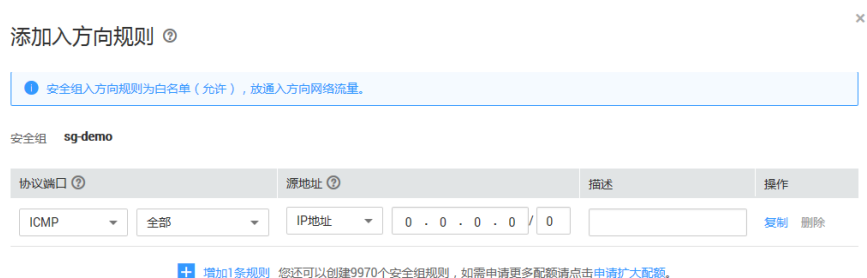 添加入方向规则 ?
×
i 安全组入方向规则为白名单（允许），放通入方向网络流量。
安全组 sg-demo
协议端口 ? 源地址 ? 描述 操作
ICMP 全部 IP地址 0 . 0 . 0 . 0 / 0 复制 删除
+ 增加1条规则 您还可以创建9970个安全组规则，如需申请更多配额请点击申请扩大配额。